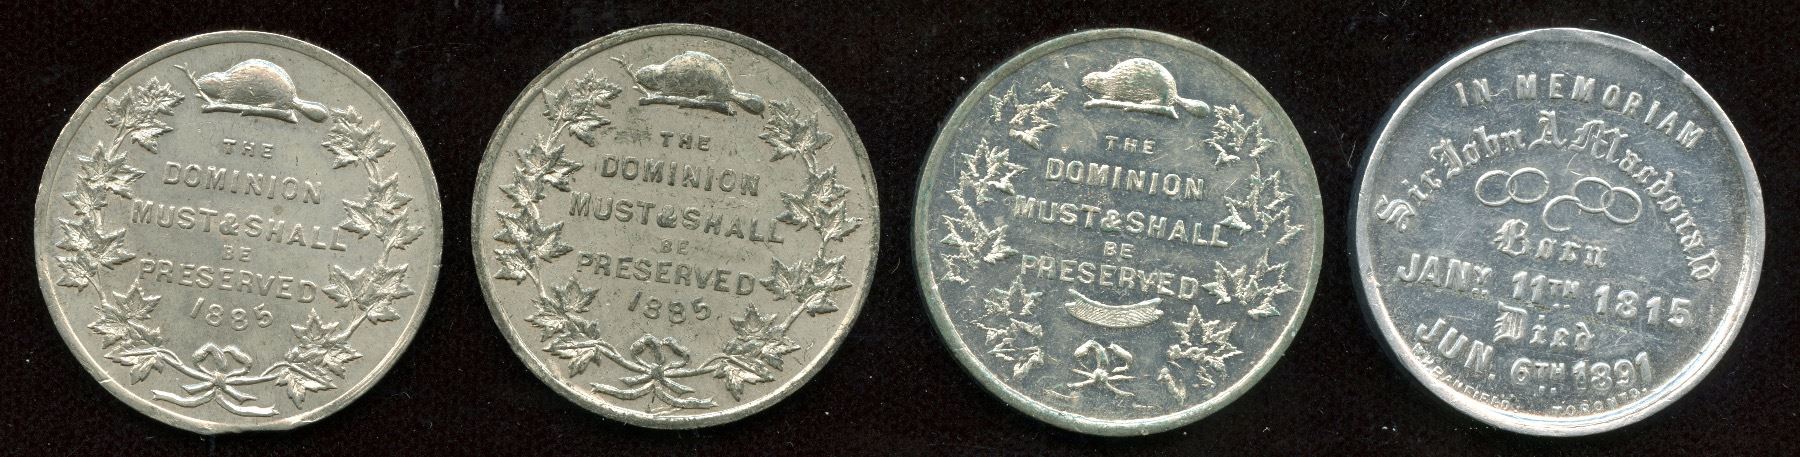 THE
DOMINION
MUST & SHALL
BE
PRESERVED
1885
THE
DOMINION
MUST & SHALL
BE
PRESERVED
1885
THE
DOMINION
MUST & SHALL
BE
PRESERVED
IN MEMORIAM
Sir John A Macdonald
Born
JANY. 11TH 1815
Died
JUN. 6TH 1891
TORONTO.